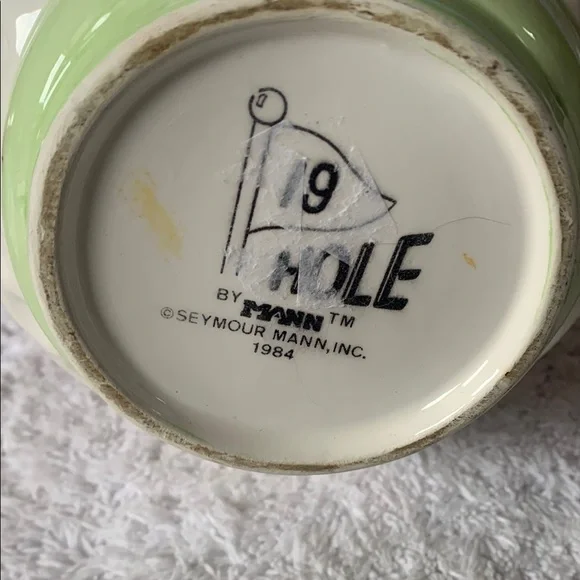 19
HOLE
BY MANN™
©SEYMOUR MANN, INC.
1984